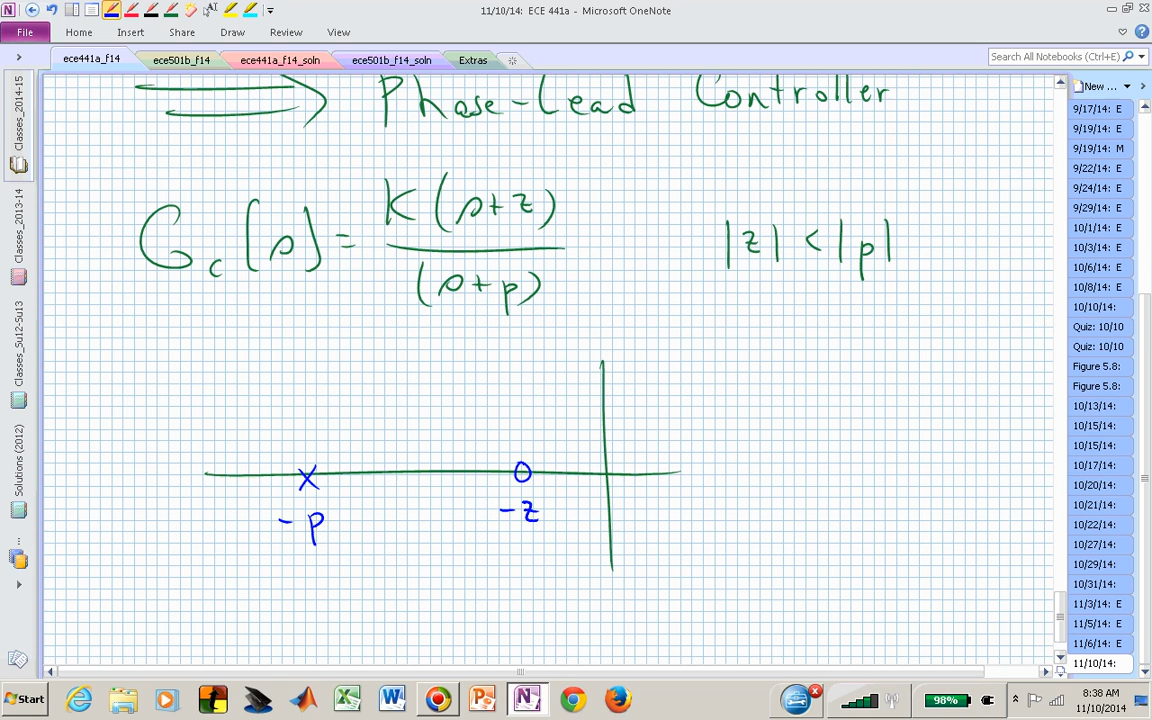 11/10/14: ECE 441a - Microsoft OneNote
File Home Insert Share Draw Review View
ece441a_f14 ece501b_f14 ece441a_f14_soln ece501b_f14_soln Extras
Search All Notebooks (Ctrl+E)
Classes_2014-15
Classes_2013-14
Classes_Su12-Su13
Solutions (2012)
Phase-Lead Controller
G_c(s) = K(s+z) / (s+p)
|z| < |p|
-p
-z
New ...
9/17/14: E
9/19/14: E
9/19/14: M
9/22/14: E
9/24/14: E
9/29/14: E
10/1/14: E
10/3/14: E
10/6/14: E
10/8/14: E
10/10/14:
Quiz: 10/10
Quiz: 10/10
Figure 5.8:
Figure 5.8:
10/13/14:
10/15/14:
10/15/14:
10/17/14:
10/20/14:
10/21/14:
10/22/14:
10/27/14:
10/29/14:
10/31/14:
11/3/14: E
11/5/14: E
11/6/14: E
11/10/14:
Start
98%
8:38 AM
11/10/2014